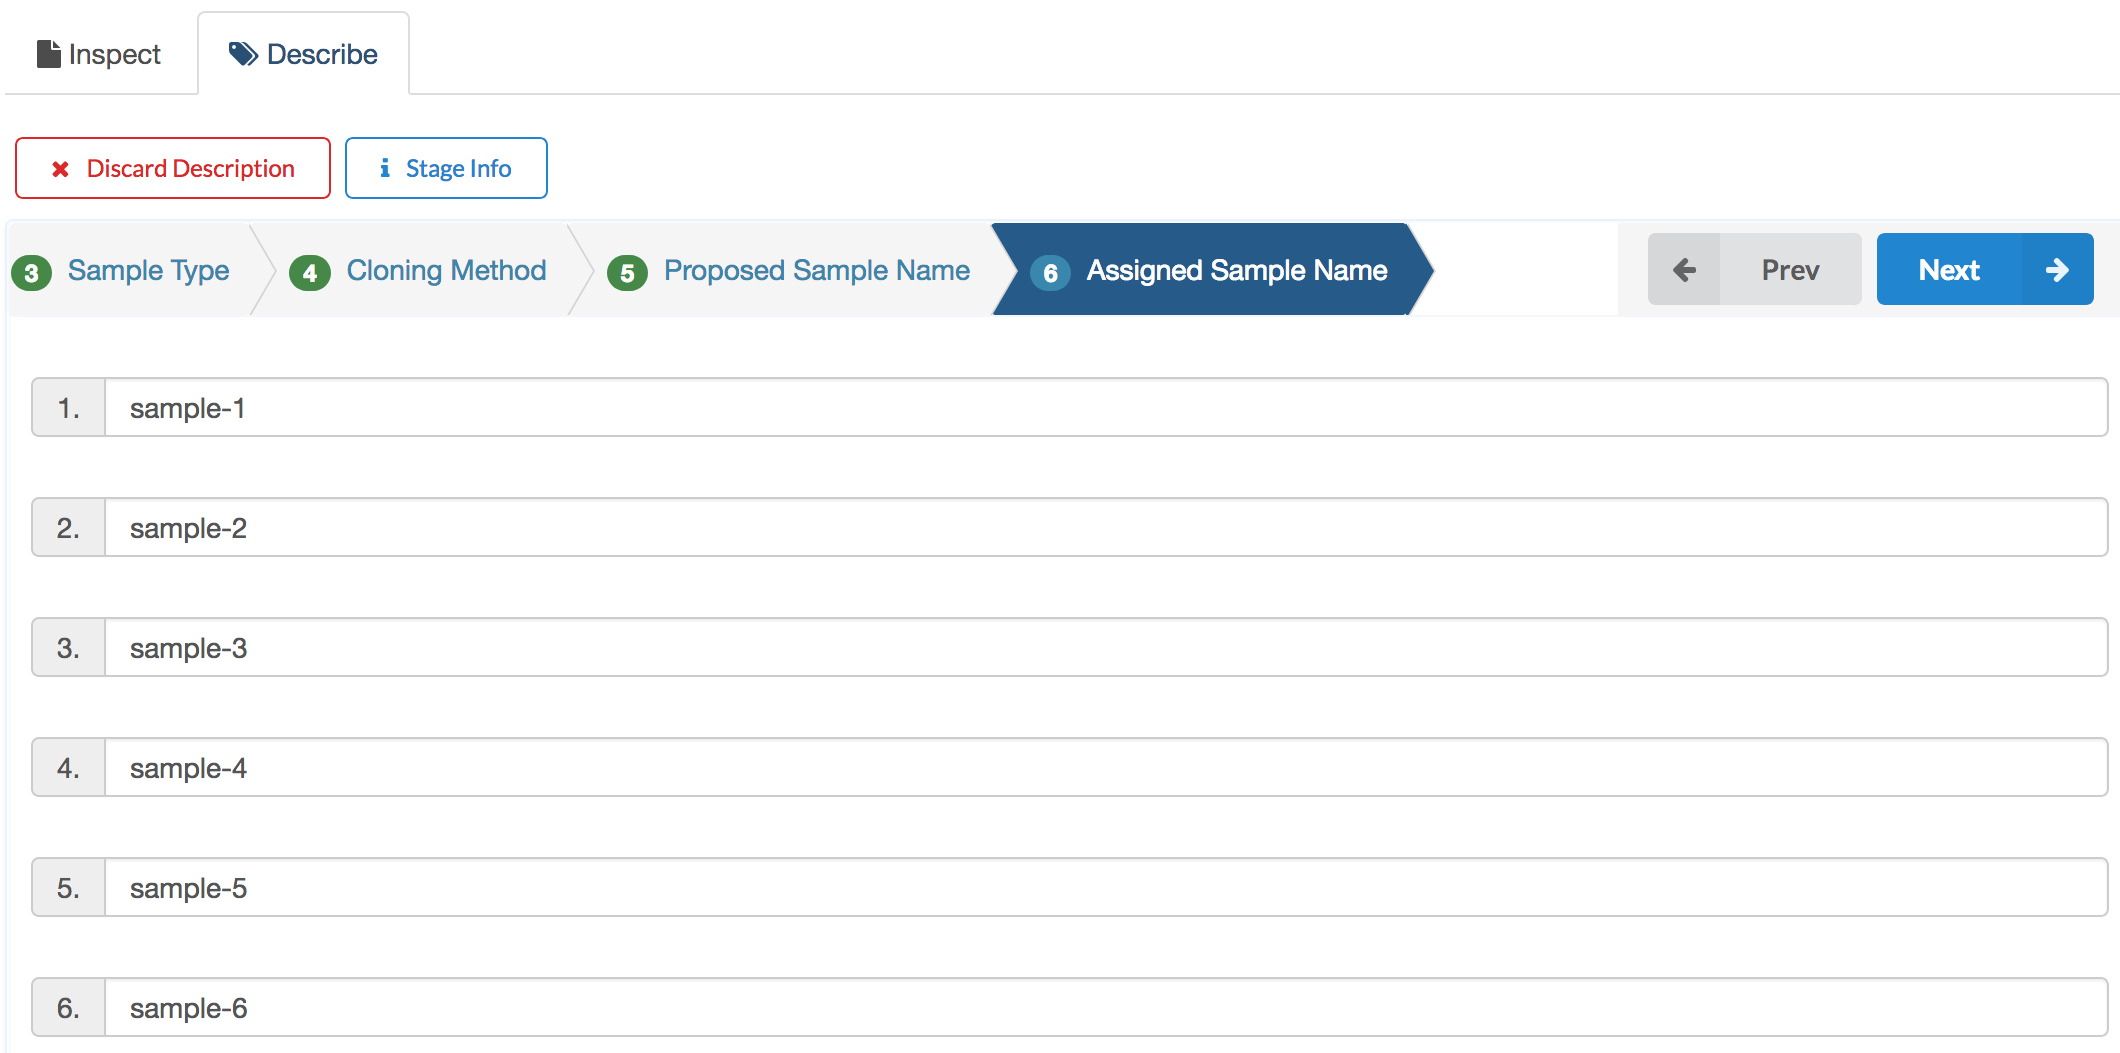 Inspect Describe
Discard Description Stage Info
3 Sample Type 4 Cloning Method 5 Proposed Sample Name 6 Assigned Sample Name Prev Next
1. sample-1
2. sample-2
3. sample-3
4. sample-4
5. sample-5
6. sample-6